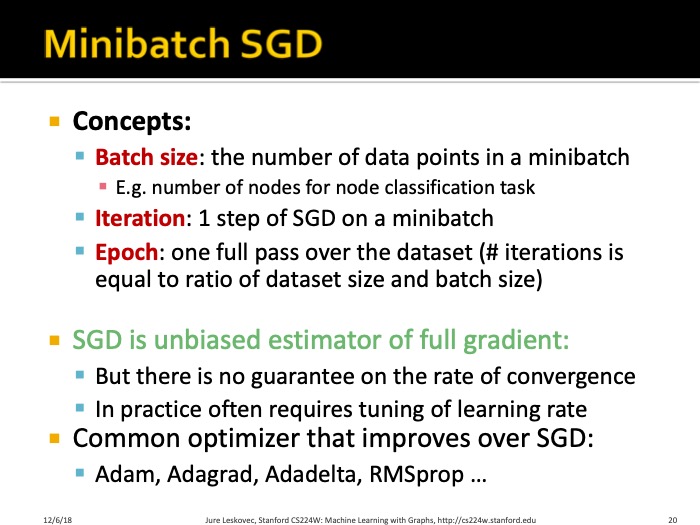 Minibatch SGD
Concepts:
Batch size: the number of data points in a minibatch
E.g. number of nodes for node classification task
Iteration: 1 step of SGD on a minibatch
Epoch: one full pass over the dataset (# iterations is
equal to ratio of dataset size and batch size)
SGD is unbiased estimator of full gradient:
But there is no guarantee on the rate of convergence
In practice often requires tuning of learning rate
Common optimizer that improves over SGD:
Adam, Adagrad, Adadelta, RMSprop …
12/6/18 Jure Leskovec, Stanford CS224W: Machine Learning with Graphs, http://cs224w.stanford.edu 20